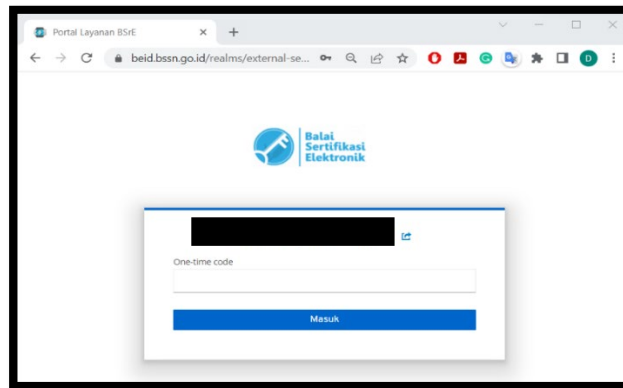 Portal Layanan BSrE
beid.bssn.go.id/realms/external-se...
D
Balai
Sertifikasi
Elektronik
One-time code
Masuk